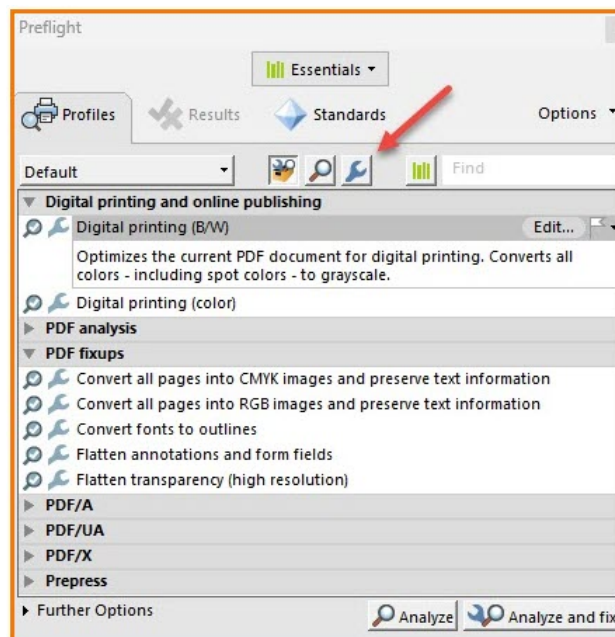 Preflight
Essentials
Profiles
Results
Standards
Options
Default
Find
Digital printing and online publishing
Digital printing (B/W)
Edit...
Optimizes the current PDF document for digital printing. Converts all
colors - including spot colors - to grayscale.
Digital printing (color)
PDF analysis
PDF fixups
Convert all pages into CMYK images and preserve text information
Convert all pages into RGB images and preserve text information
Convert fonts to outlines
Flatten annotations and form fields
Flatten transparency (high resolution)
PDF/A
PDF/UA
PDF/X
Prepress
Further Options
Analyze
Analyze and fix